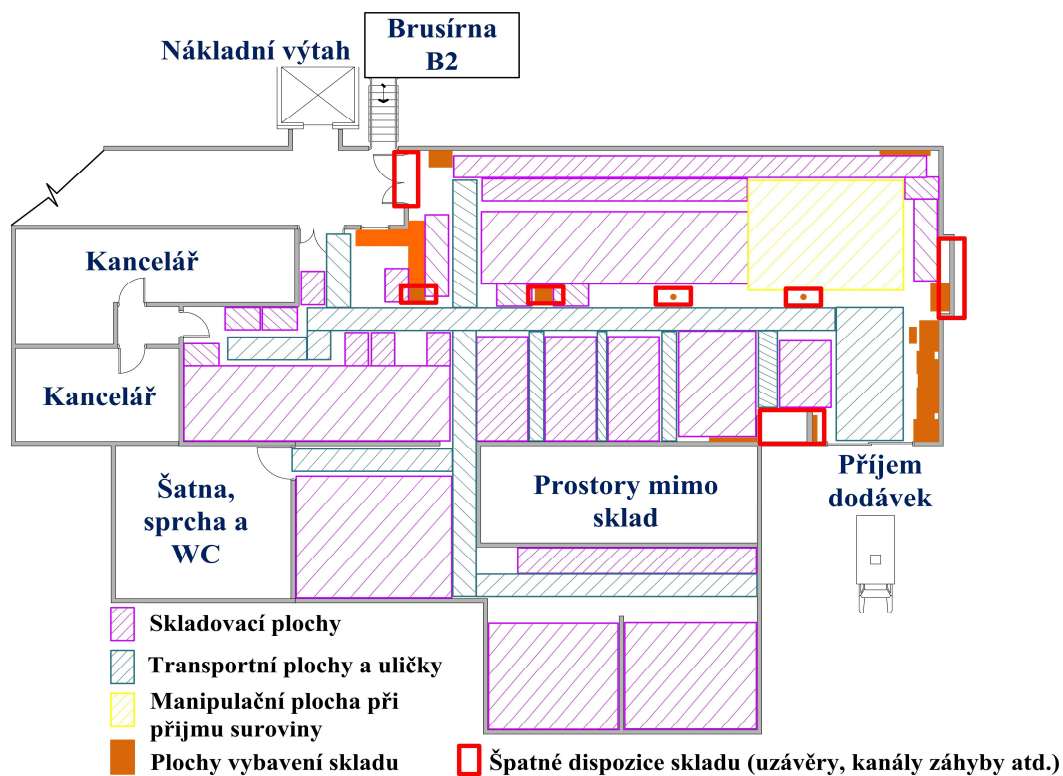 Brusírna
B2
Nákladní výtah
Kancelář
Kancelář
Šatna,
sprcha a
WC
Prostory mimo
sklad
Příjem
dodávek
Skladovací plochy
Transportní plochy a uličky
Manipulační plocha při
přijmu suroviny
Plochy vybavení skladu
Špatné dispozice skladu (uzávěry, kanály záhyby atd.)